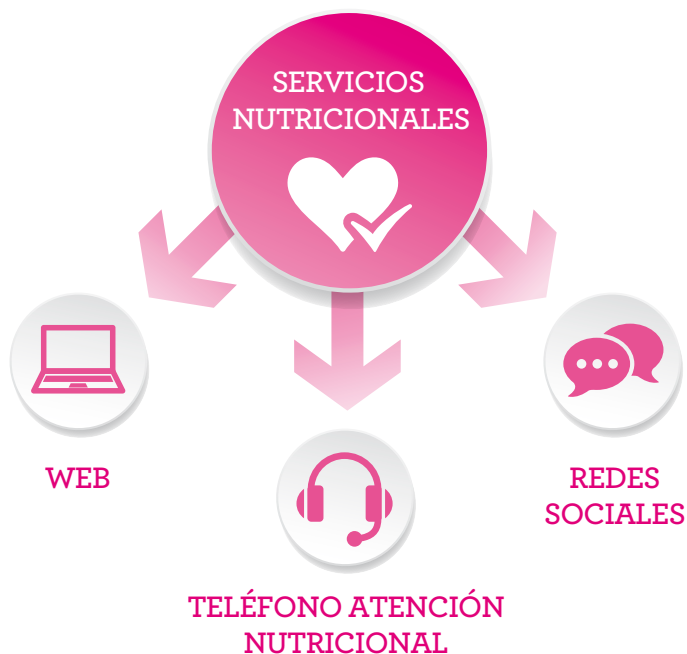 SERVICIOS
NUTRICIONALES
WEB
TELÉFONO ATENCIÓN
NUTRICIONAL
REDES
SOCIALES